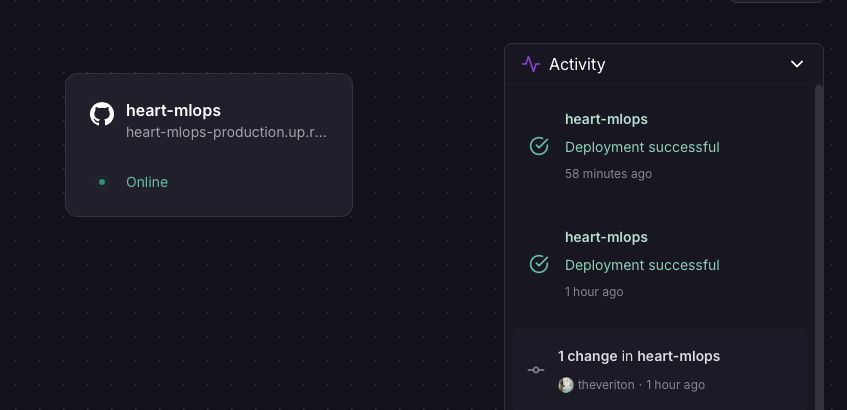 heart-mlops
heart-mlops-production.up.r...
Online
Activity
heart-mlops
Deployment successful
58 minutes ago
heart-mlops
Deployment successful
1 hour ago
1 change in heart-mlops
theveriton · 1 hour ago